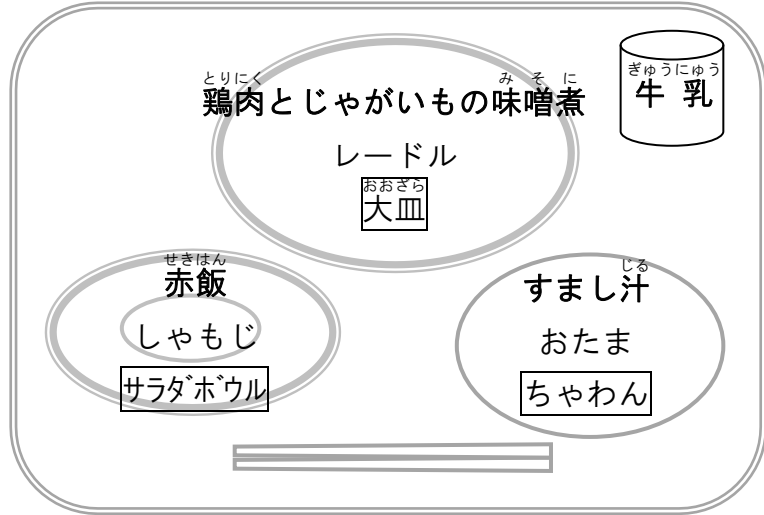 とりにく みそに
鶏肉とじゃがいもの味噌煮
ぎゅうにゅう
牛乳
レードル
おおざら
大皿
せきはん
赤飯
しゃもじ
サラダボウル
じる
すまし汁
おたま
ちゃわん